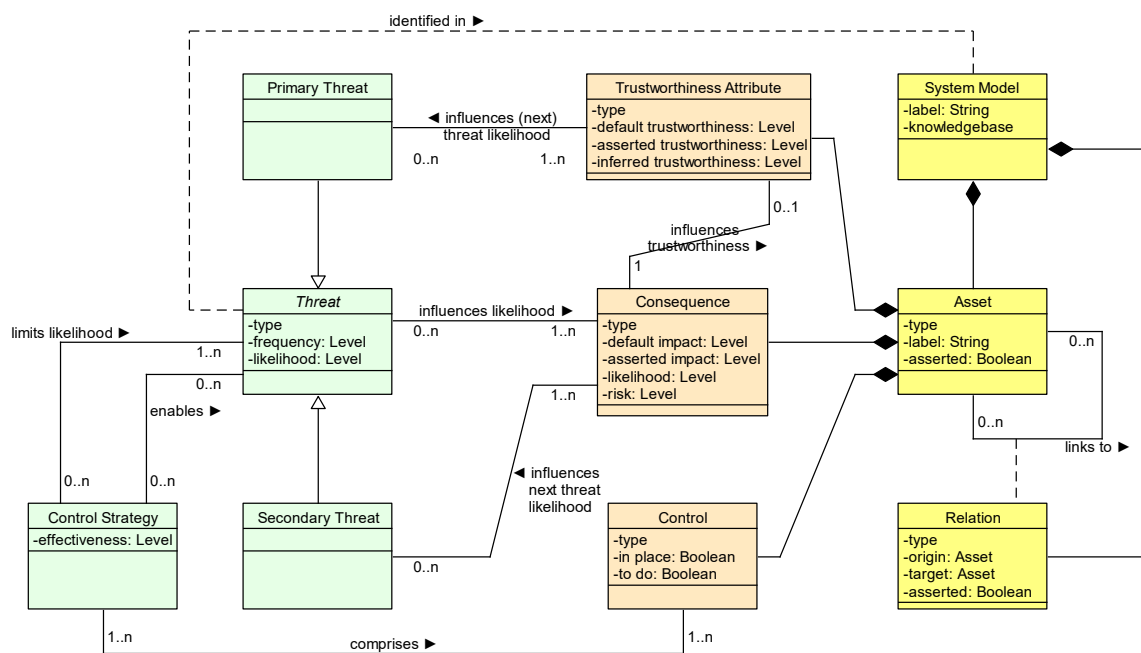 identified in ►
Primary Threat
Trustworthiness Attribute
-type
-default trustworthiness: Level
-asserted trustworthiness: Level
-inferred trustworthiness: Level
System Model
-label: String
-knowledgebase
◄ influences (next)
threat likelihood
0..n
1..n
0..1
influences
trustworthiness ►
1
Threat
-type
-frequency: Level
-likelihood: Level
influences likelihood ►
0..n
1..n
Consequence
-type
-default impact: Level
-asserted impact: Level
-likelihood: Level
-risk: Level
Asset
-type
-label: String
-asserted: Boolean
0..n
0..n
links to ►
limits likelihood ►
1..n
0..n
enables ►
0..n
0..n
1..n
◄ influences
next threat
likelihood
0..n
Control Strategy
-effectiveness: Level
Secondary Threat
Control
-type
-in place: Boolean
-to do: Boolean
Relation
-type
-origin: Asset
-target: Asset
-asserted: Boolean
1..n
comprises ►
1..n